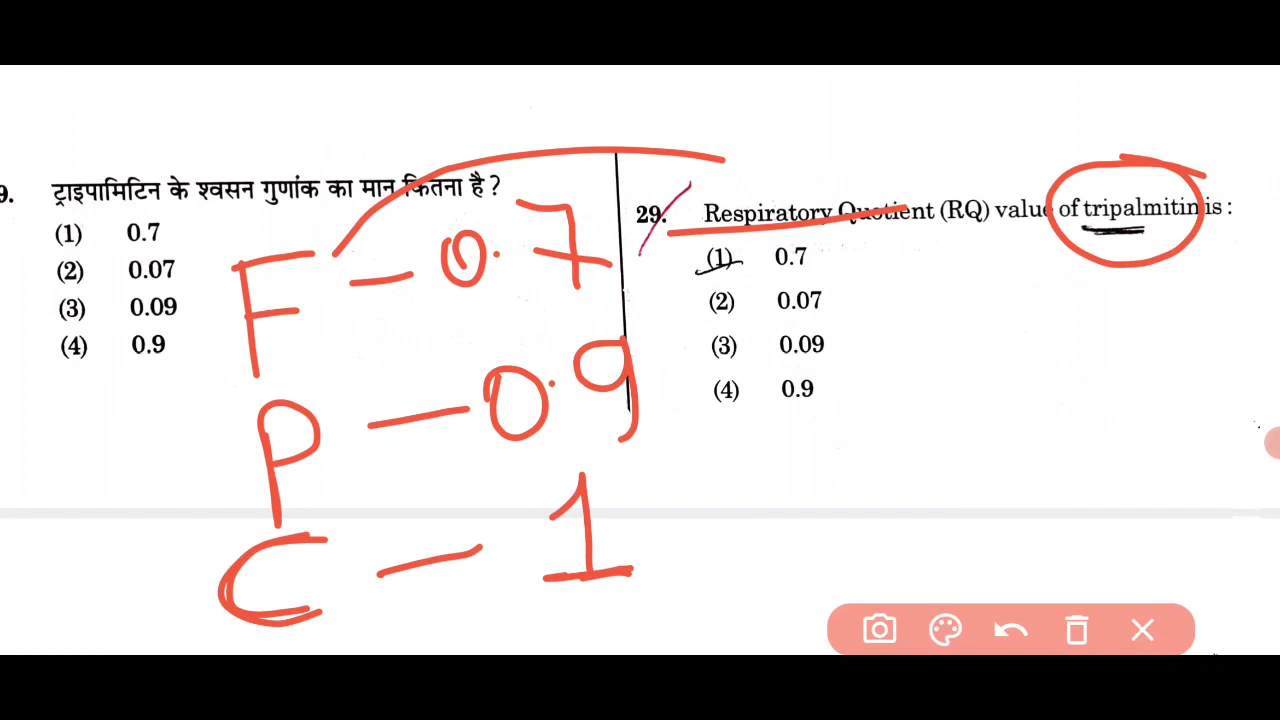 9. ट्राइपामिटिन के श्वसन गुणांक का मान कितना है ?
(1) 0.7
(2) 0.07
(3) 0.09
(4) 0.9
29. Respiratory Quotient (RQ) value of tripalmitin is :
(1) 0.7
(2) 0.07
(3) 0.09
(4) 0.9
F - 0.7
P - 0.9
C - 1